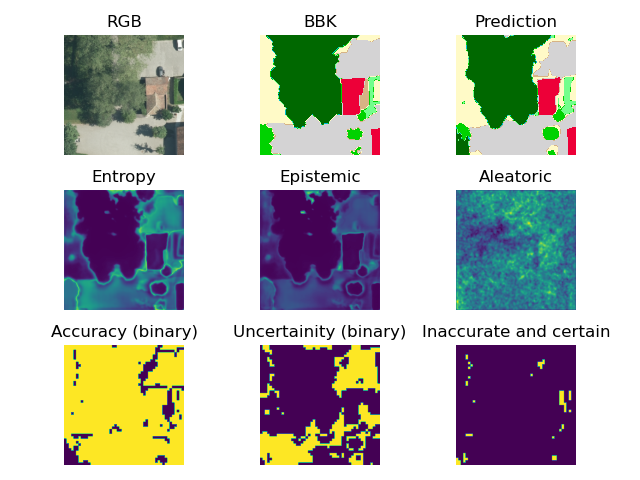 RGB
BBK
Prediction
Entropy
Epistemic
Aleatoric
Accuracy (binary)
Uncertainity (binary)
Inaccurate and certain